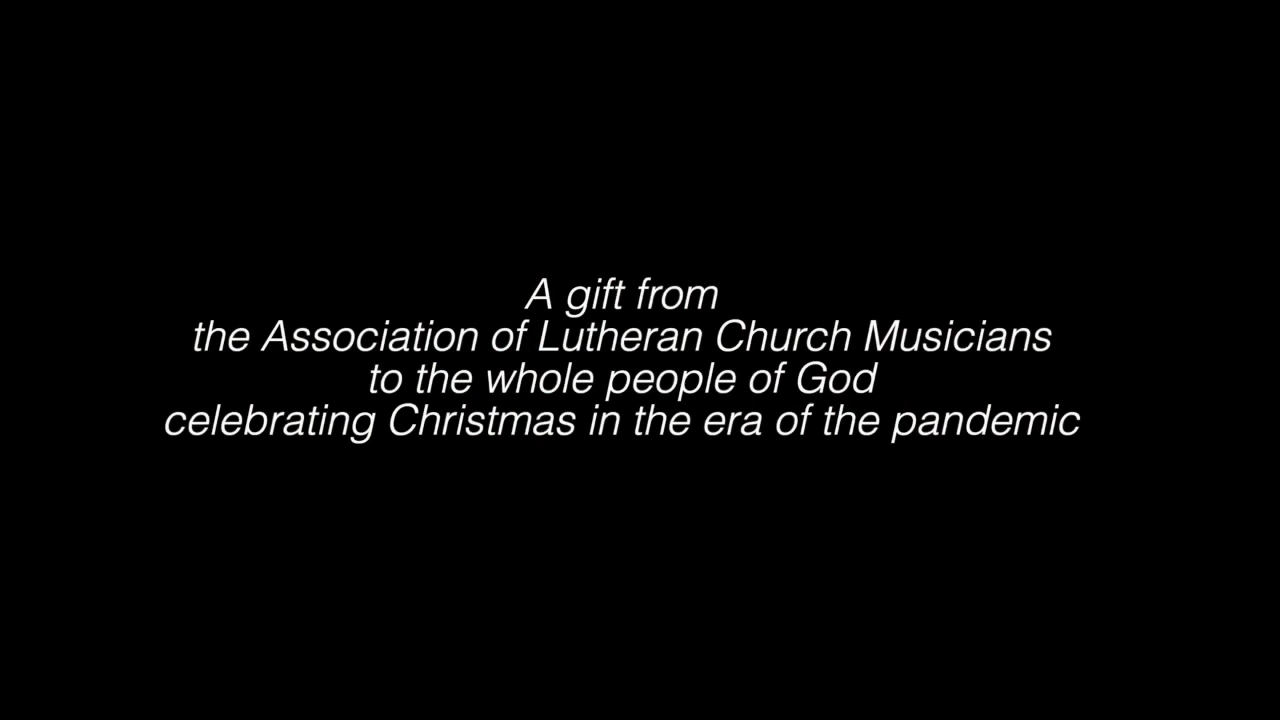 A gift from
the Association of Lutheran Church Musicians
to the whole people of God
celebrating Christmas in the era of the pandemic